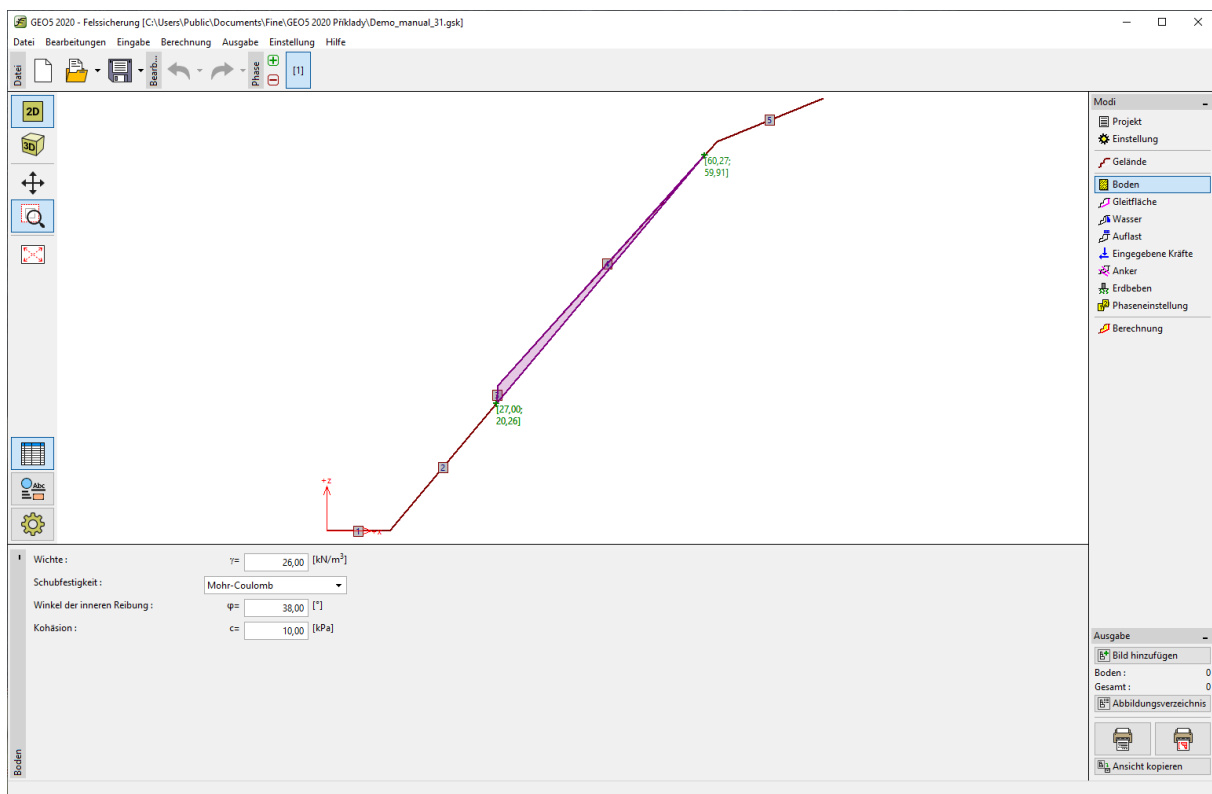 GEO5 2020 - Felssicherung [C:\Users\Public\Documents\Fine\GEO5 2020 Příklady\Demo_manual_31.gsk]
Datei Bearbeitungen Eingabe Berechnung Ausgabe Einstellung Hilfe
Datei
Bearb...
Phase
[1]
2D
3D
Abc
5
[60,27;
59,91]
4
3
[27,00;
20,26]
2
+z
1
+x
Modi
Projekt
Einstellung
Gelände
Boden
Gleitfläche
Wasser
Auflast
Eingegebene Kräfte
Anker
Erdbeben
Phaseneinstellung
Berechnung
Boden
Wichte : γ= 26,00 [kN/m³]
Schubfestigkeit : Mohr-Coulomb
Winkel der inneren Reibung : φ= 38,00 [°]
Kohäsion : c= 10,00 [kPa]
Ausgabe
Bild hinzufügen
Boden : 0
Gesamt : 0
Abbildungsverzeichnis
Ansicht kopieren